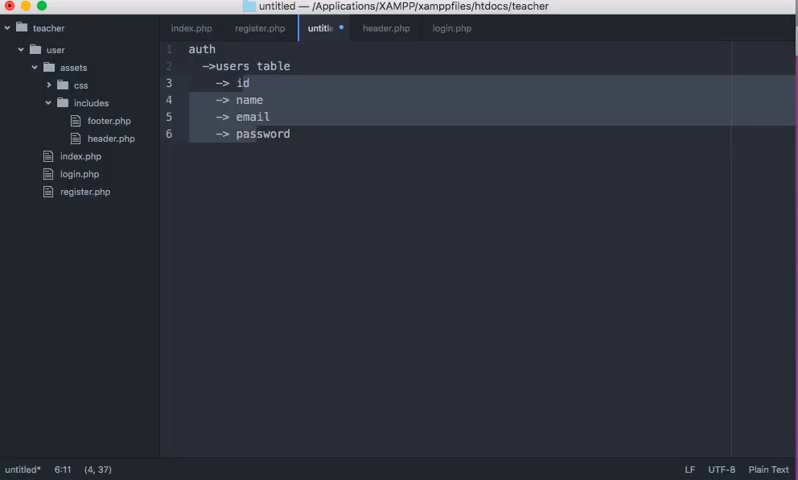 untitled — /Applications/XAMPP/xamppfiles/htdocs/teacher
teacher
user
assets
css
includes
footer.php
header.php
index.php
login.php
register.php
index.php register.php untitle header.php login.php
1 auth
2 ->users table
3 -> id
4 -> name
5 -> email
6 -> password
untitled* 6:11 (4, 37) LF UTF-8 Plain Text